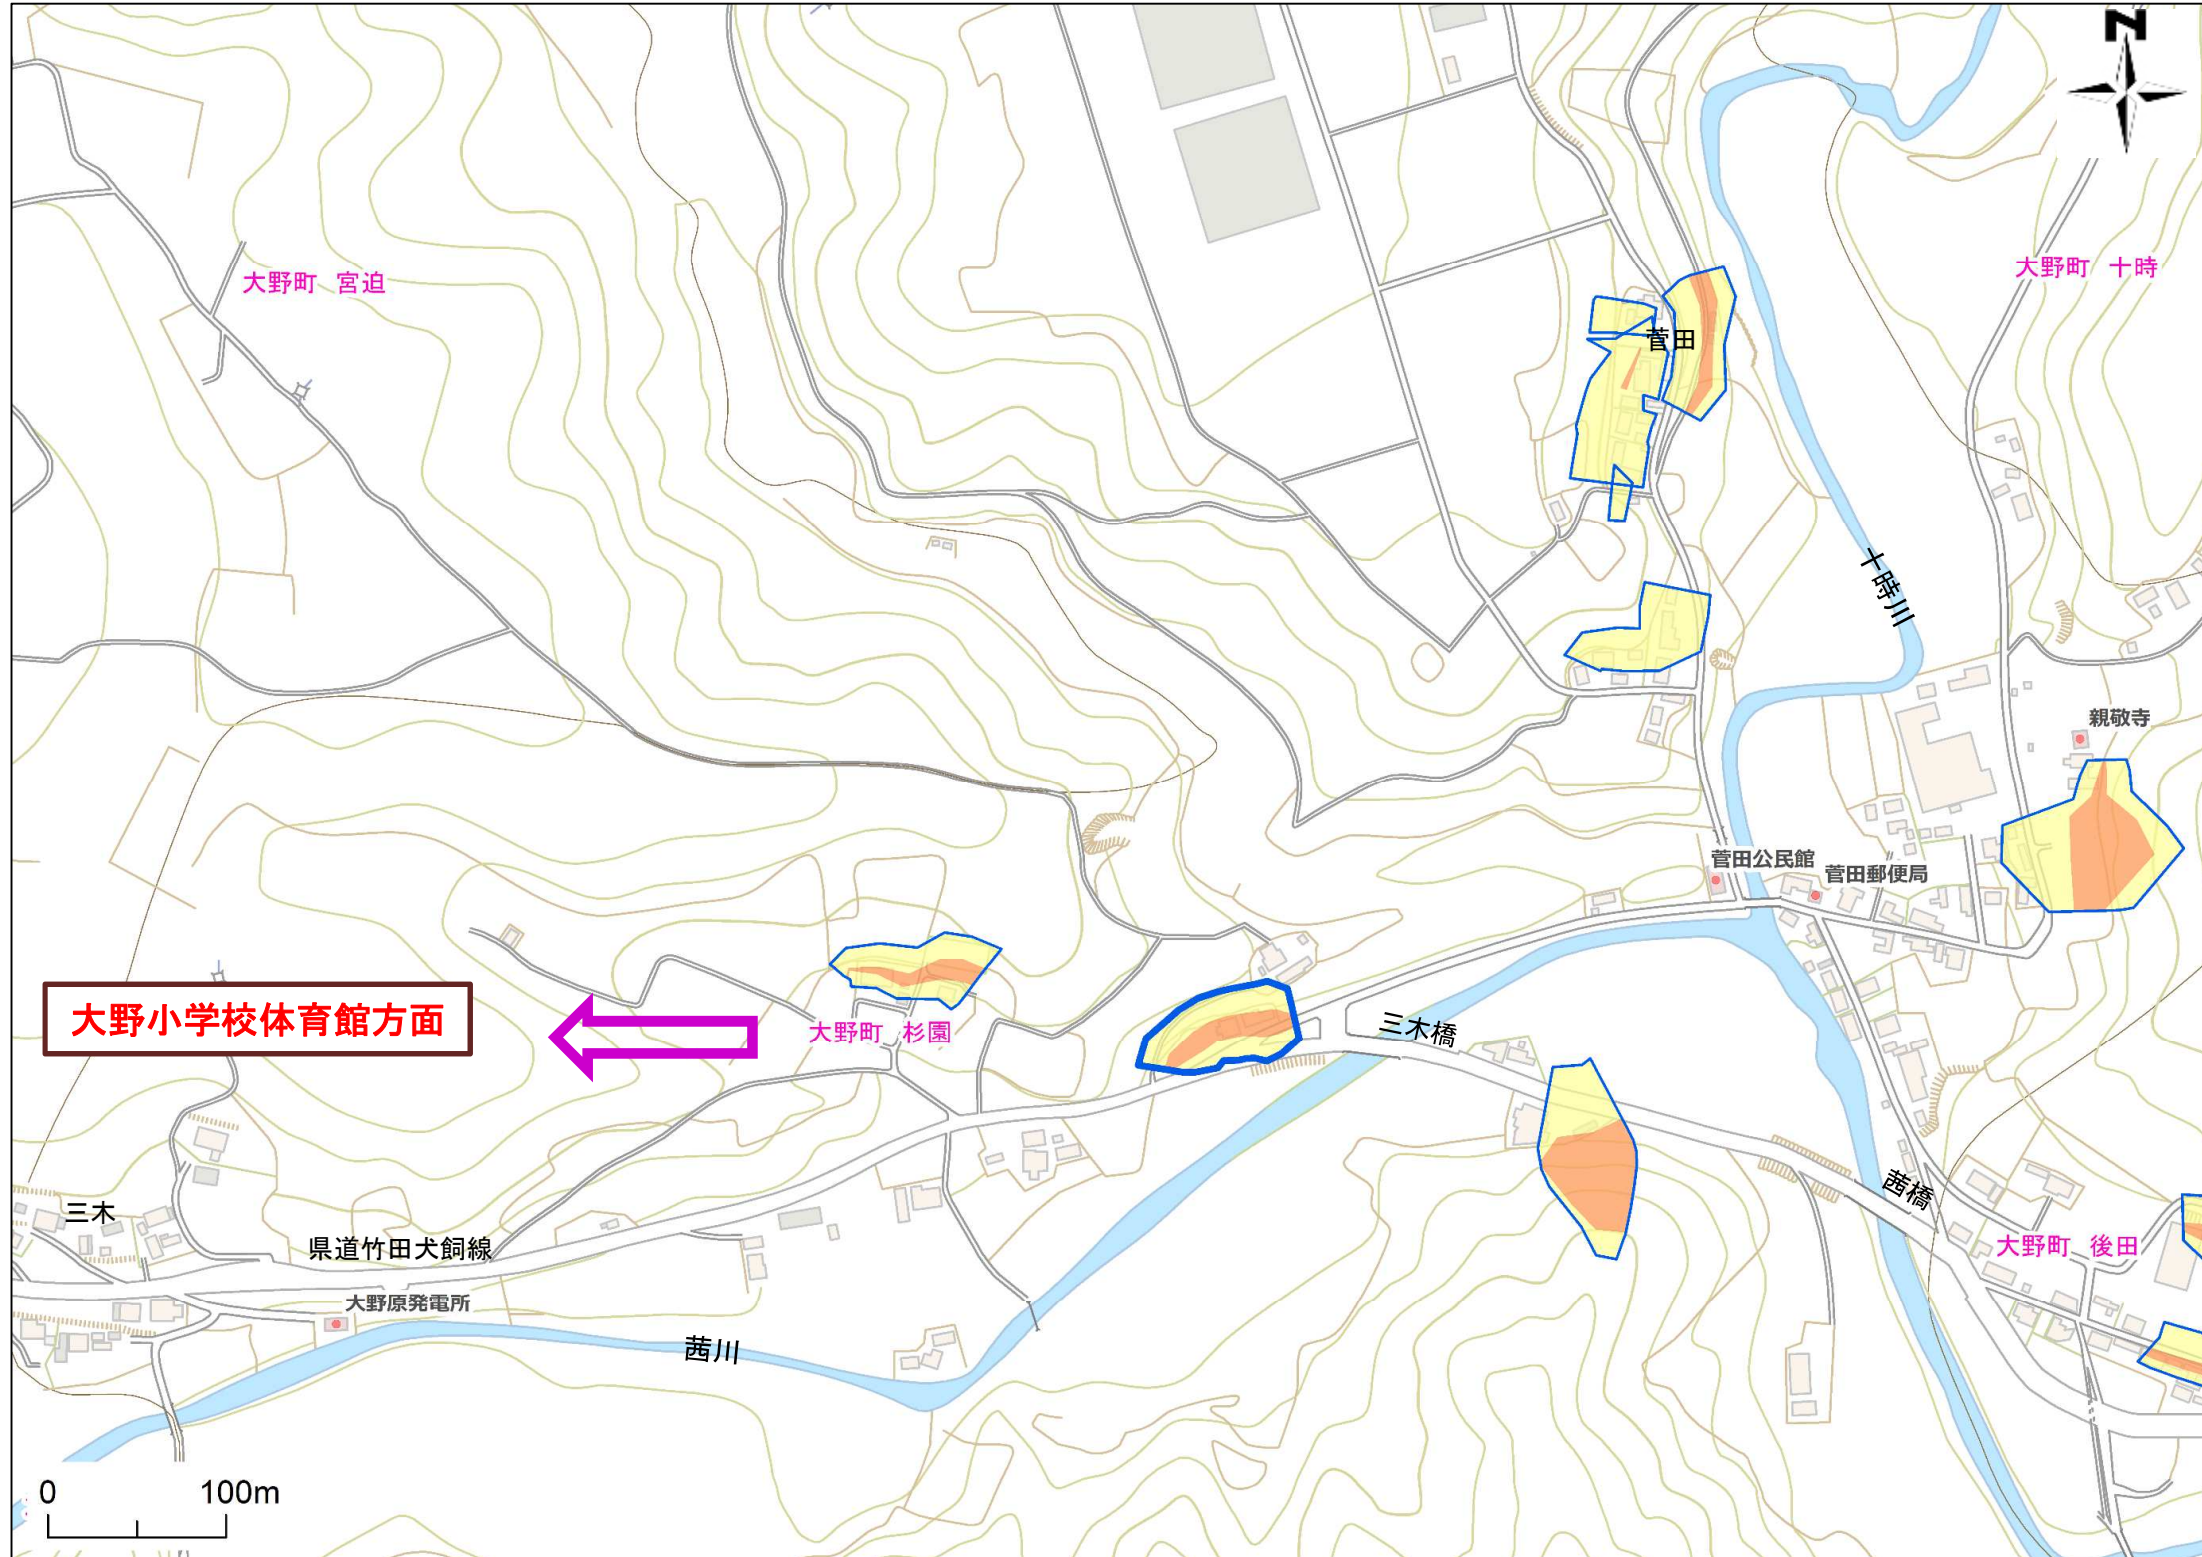 N
大野町 宮迫
大野町 十時
菅田
十時川
親敬寺
菅田公民館
菅田郵便局
大野小学校体育館方面
大野町 杉園
三木橋
茜橋
三木
県道竹田犬飼線
大野町 後田
大野原発電所
茜川
0 100m